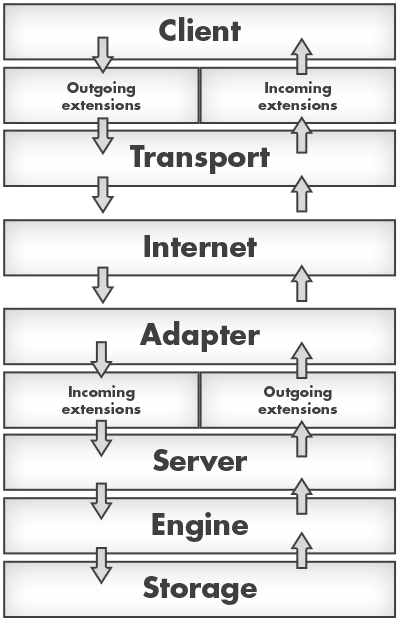 Client
Outgoing
extensions
Incoming
extensions
Transport
Internet
Adapter
Incoming
extensions
Outgoing
extensions
Server
Engine
Storage